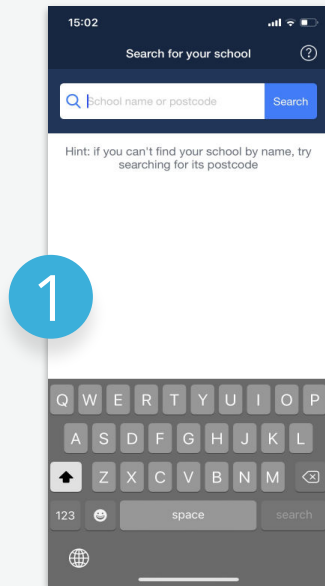 15:02
Search for your school
?
School name or postcode
Search
Hint: if you can't find your school by name, try
searching for its postcode
1
Q W E R T Y U I O P
A S D F G H J K L
Z X C V B N M
123 space search